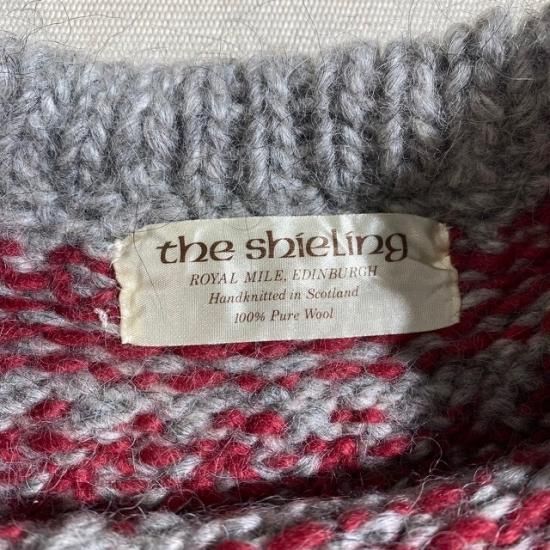 the shieling
ROYAL MILE, EDINBURGH
Handknitted in Scotland
100% Pure Wool